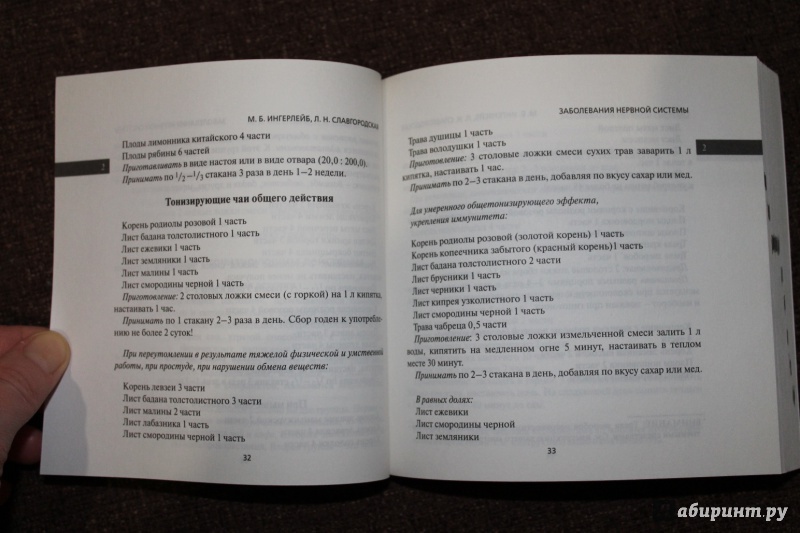 М. Б. ИНГЕРЛЕЙБ, Л. Н. СЛАВГОРОДСКАЯ
2
Плоды лимонника китайского 4 части
Плоды рябины 6 частей
Приготавливать в виде настоя или в виде отвара (20,0 : 200,0).
Принимать по 1/2–1/3 стакана 3 раза в день 1–2 недели.
Тонизирующие чаи общего действия
Корень родиолы розовой 1 часть
Лист бадана толстолистного 1 часть
Лист ежевики 1 часть
Лист земляники 1 часть
Лист малины 1 часть
Лист смородины черной 1 часть
Приготовление: 2 столовых ложки смеси (с горкой) на 1 л кипятка,
настаивать 1 час.
Принимать по 1 стакану 2–3 раза в день. Сбор годен к употребле-
нию не более 2 суток!
При переутомлении в результате тяжелой физической и умственной
работы, при простуде, при нарушении обмена веществ:
Корень левзеи 3 части
Лист бадана толстолистного 3 части
Лист малины 2 части
Лист лабазника 1 часть
Лист смородины черной 1 часть
32
ЗАБОЛЕВАНИЯ НЕРВНОЙ СИСТЕМЫ
2
Трава душицы 1 часть
Трава володушки 1 часть
Приготовление: 3 столовые ложки смеси сухих трав заварить 1 л
кипятка, настаивать 1 час.
Принимать по 2–3 стакана в день, добавляя по вкусу сахар или мед.
Для умеренного общетонизирующего эффекта,
укрепления иммунитета:
Корень родиолы розовой (золотой корень) 1 часть
Корень копеечника забытого (красный корень)1 часть
Лист бадана толстолистного 2 части
Лист брусники 1 часть
Лист черники 1 часть
Лист кипрея узколистного 1 часть
Лист смородины черной 1 часть
Трава чабреца 0,5 части
Приготовление: 3 столовые ложки измельченной смеси залить 1 л
воды, кипятить на медленном огне 5 минут, настаивать в теплом
месте 30 минут.
Принимать по 2–3 стакана в день, добавляя по вкусу сахар или мед.
В равных долях:
Лист ежевики
Лист смородины черной
Лист земляники
33
абиринт.ру